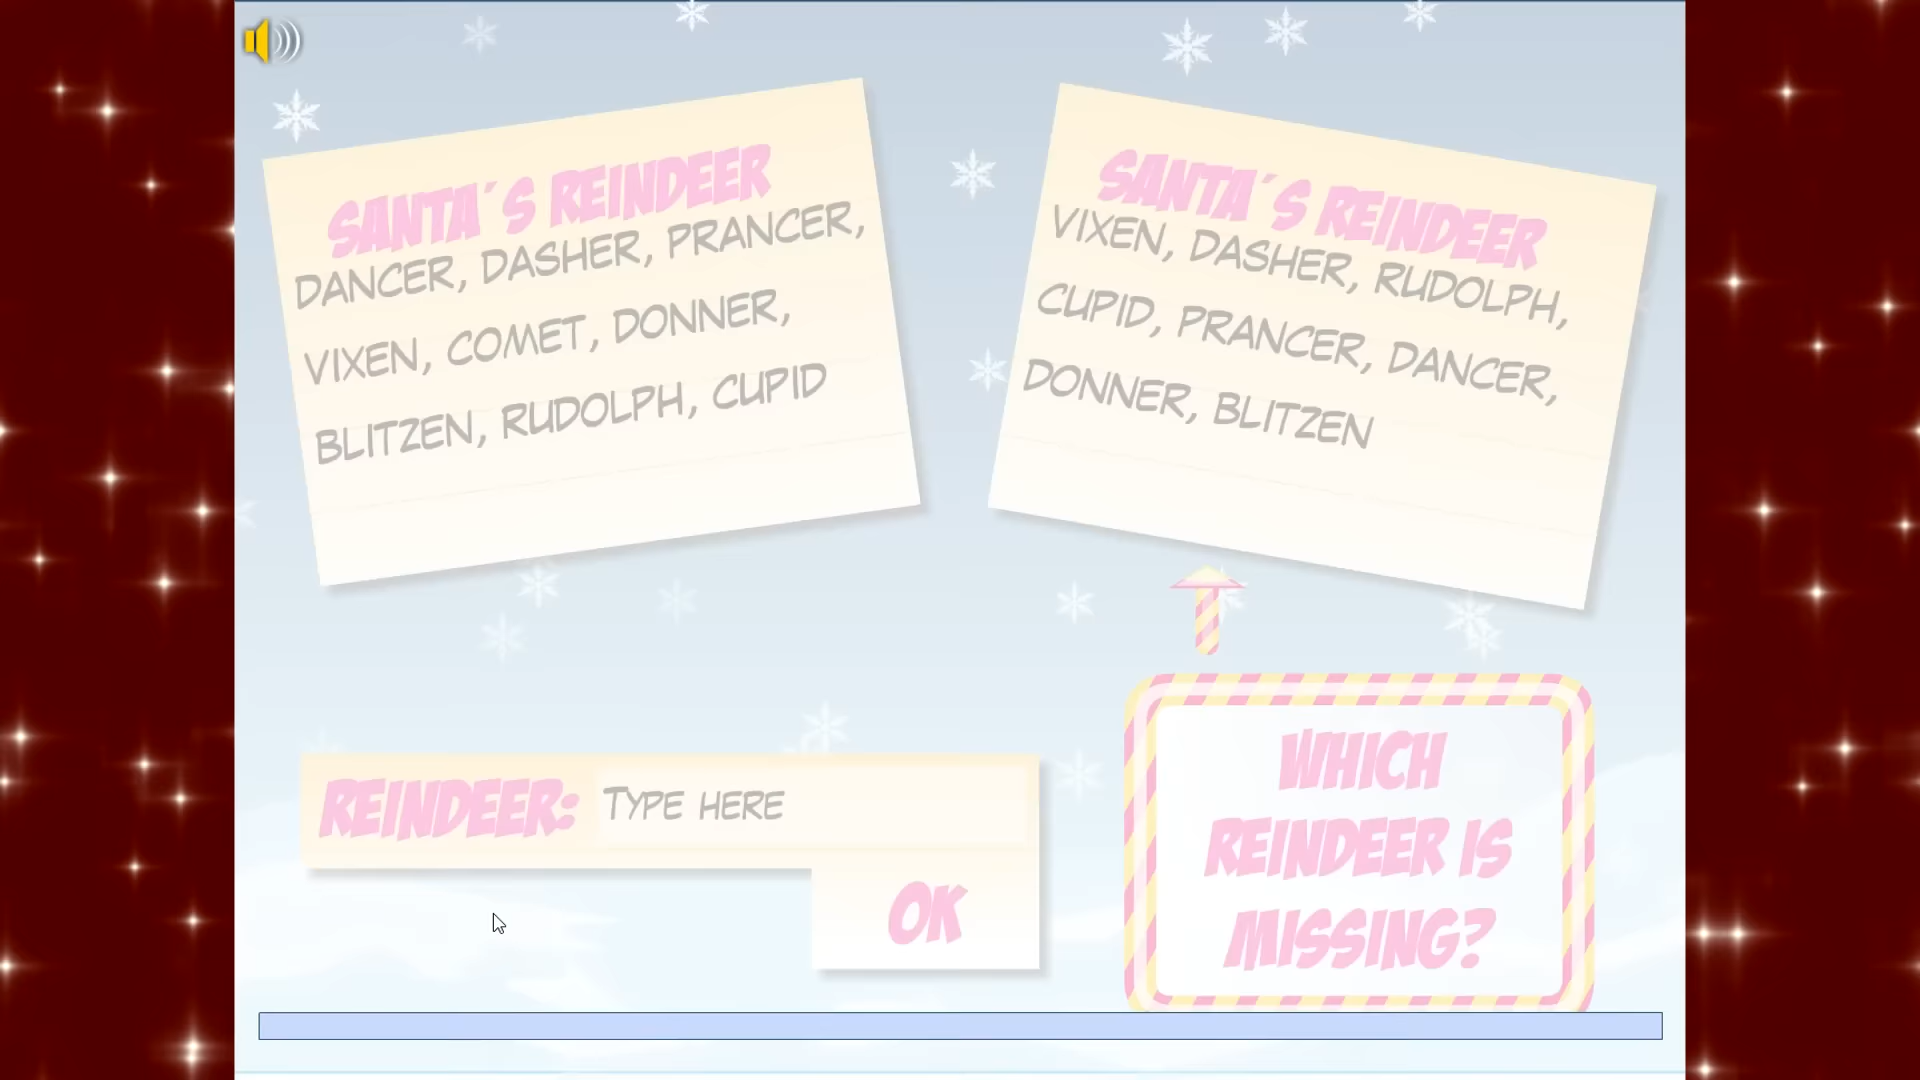 SANTA´S REINDEER
DANCER, DASHER, PRANCER,
VIXEN, COMET, DONNER,
BLITZEN, RUDOLPH, CUPID
SANTA´S REINDEER
VIXEN, DASHER, RUDOLPH,
CUPID, PRANCER, DANCER,
DONNER, BLITZEN
REINDEER: TYPE HERE
OK
WHICH
REINDEER IS
MISSING?